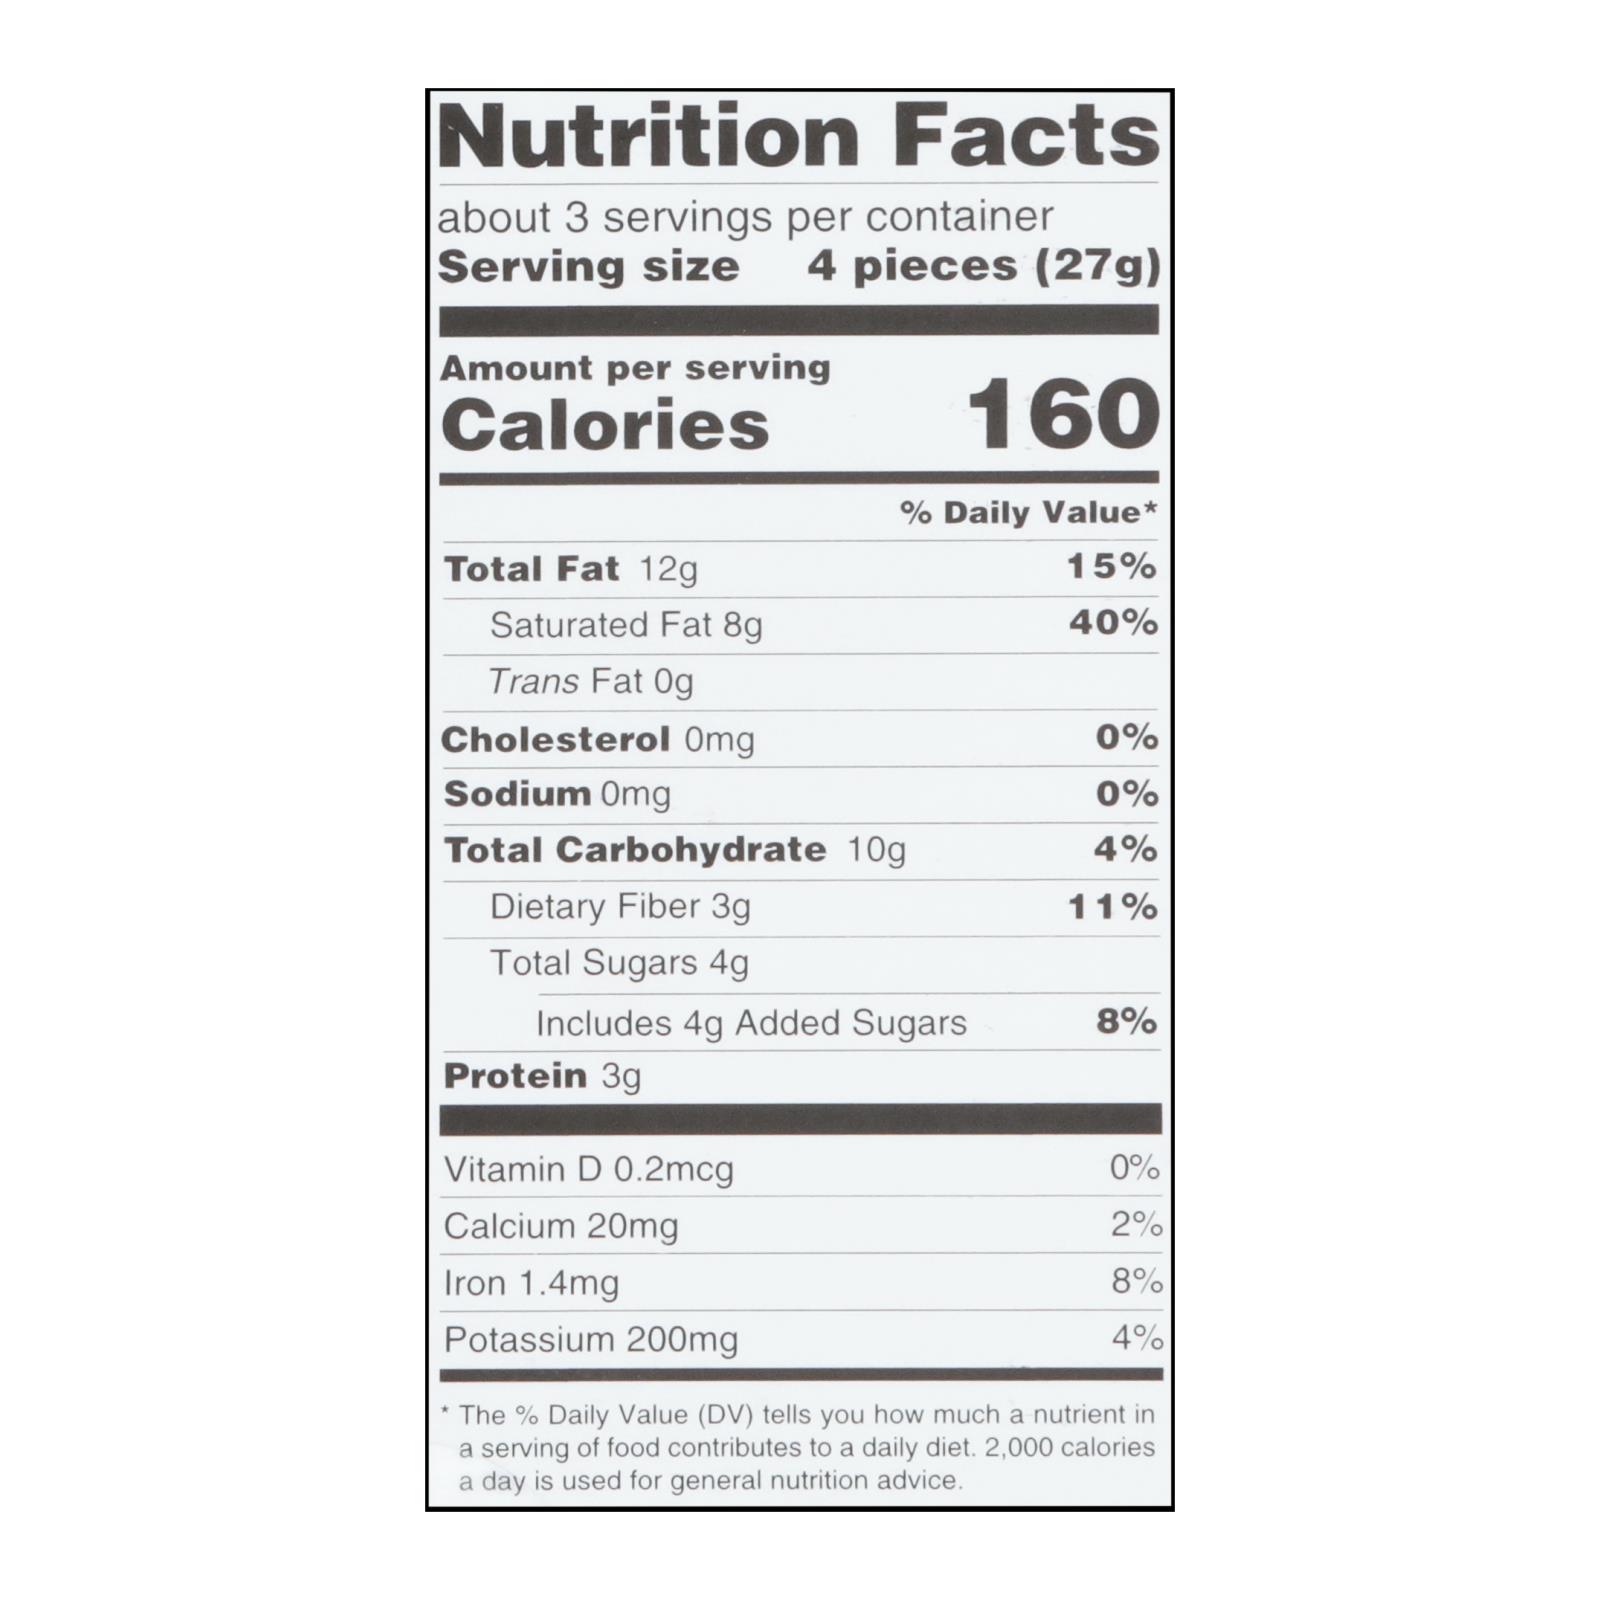 Nutrition Facts
about 3 servings per container
Serving size 4 pieces (27g)
Amount per serving
Calories 160
% Daily Value*
Total Fat 12g 15%
Saturated Fat 8g 40%
Trans Fat 0g
Cholesterol 0mg 0%
Sodium 0mg 0%
Total Carbohydrate 10g 4%
Dietary Fiber 3g 11%
Total Sugars 4g
Includes 4g Added Sugars 8%
Protein 3g
Vitamin D 0.2mcg 0%
Calcium 20mg 2%
Iron 1.4mg 8%
Potassium 200mg 4%
* The % Daily Value (DV) tells you how much a nutrient in
a serving of food contributes to a daily diet. 2,000 calories
a day is used for general nutrition advice.